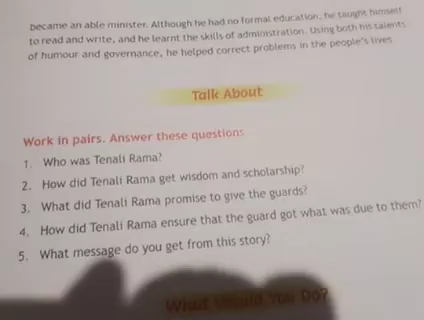 became an able minister. Although he had no formal education, he taught himself
to read and write, and he learnt the skills of administration. Using both his talents
of humour and governance, he helped correct problems in the people's lives
Talk About
Work in pairs. Answer these questions
1. Who was Tenali Rama?
2. How did Tenali Rama get wisdom and scholarship?
3. What did Tenali Rama promise to give the guards?
4. How did Tenali Rama ensure that the guard got what was due to them?
5. What message do you get from this story?
What Would You Do?